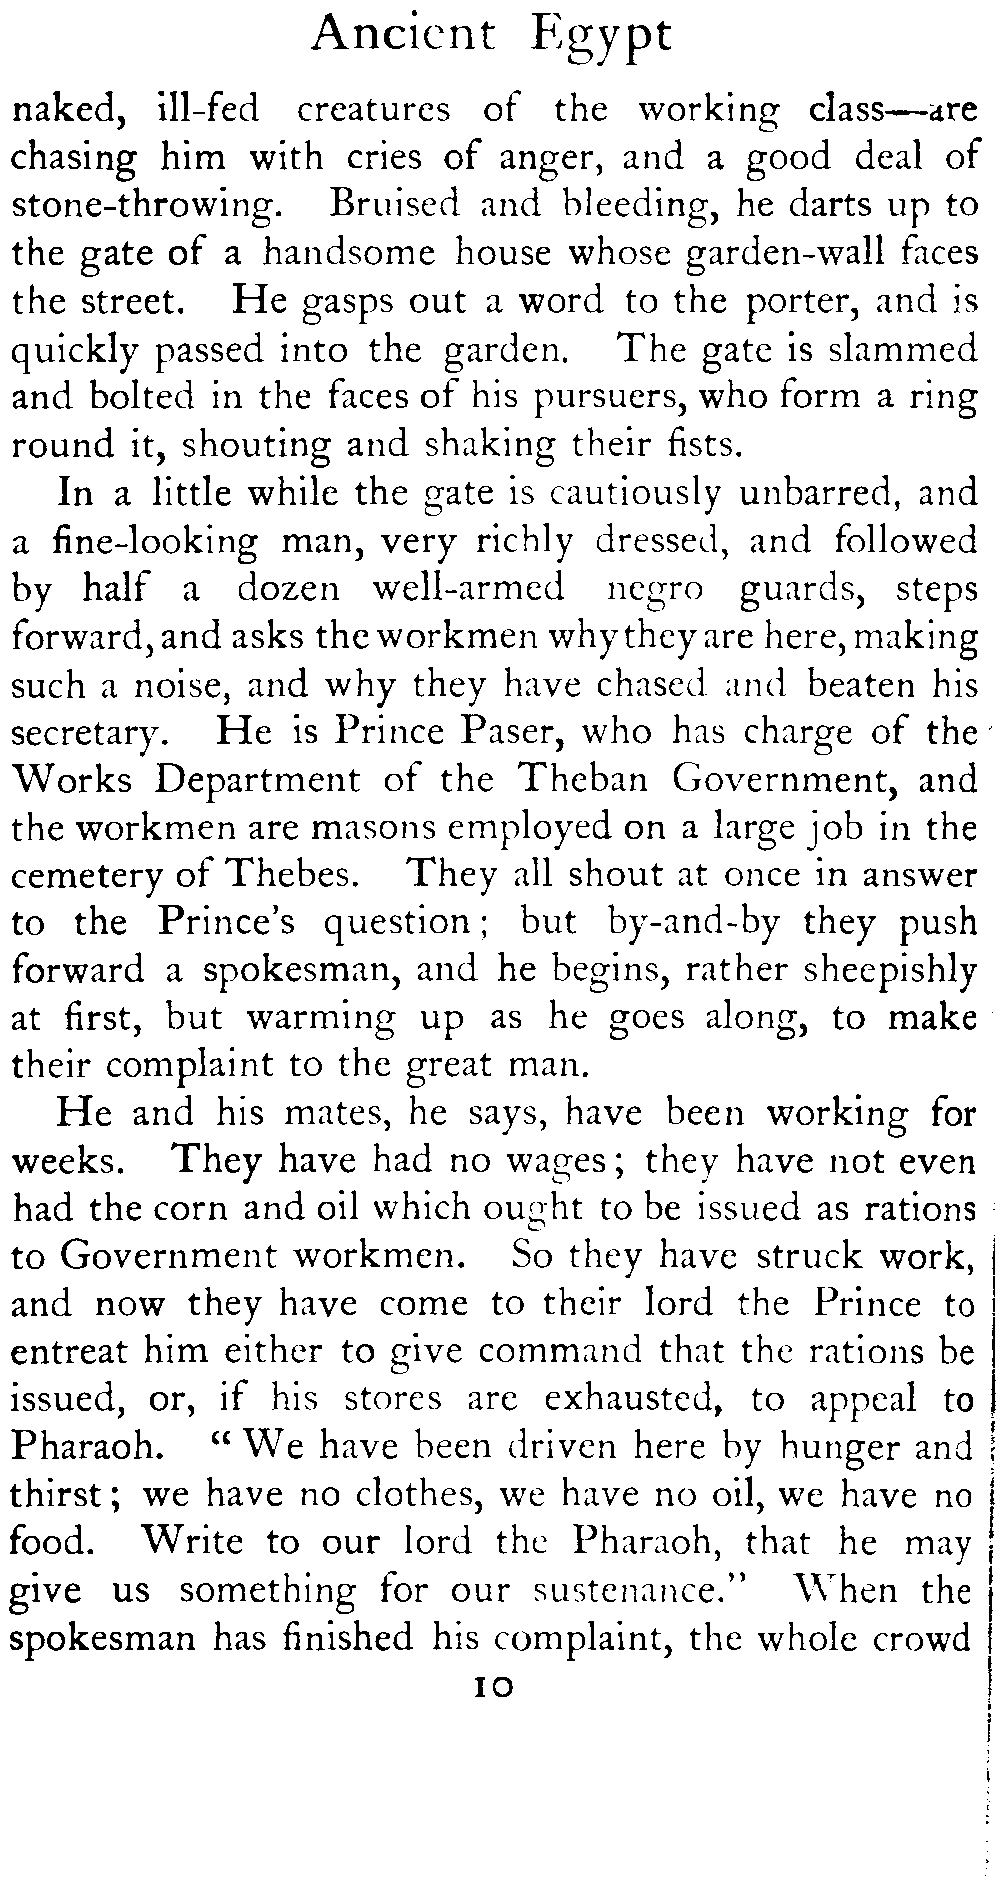 Ancient Egypt
naked, ill-fed creatures of the working class—are
chasing him with cries of anger, and a good deal of
stone-throwing. Bruised and bleeding, he darts up to
the gate of a handsome house whose garden-wall faces
the street. He gasps out a word to the porter, and is
quickly passed into the garden. The gate is slammed
and bolted in the faces of his pursuers, who form a ring
round it, shouting and shaking their fists.
In a little while the gate is cautiously unbarred, and
a fine-looking man, very richly dressed, and followed
by half a dozen well-armed negro guards, steps
forward, and asks the workmen why they are here, making
such a noise, and why they have chased and beaten his
secretary. He is Prince Paser, who has charge of the
Works Department of the Theban Government, and
the workmen are masons employed on a large job in the
cemetery of Thebes. They all shout at once in answer
to the Prince's question; but by-and-by they push
forward a spokesman, and he begins, rather sheepishly
at first, but warming up as he goes along, to make
their complaint to the great man.
He and his mates, he says, have been working for
weeks. They have had no wages; they have not even
had the corn and oil which ought to be issued as rations
to Government workmen. So they have struck work,
and now they have come to their lord the Prince to
entreat him either to give command that the rations be
issued, or, if his stores are exhausted, to appeal to
Pharaoh. "We have been driven here by hunger and
thirst; we have no clothes, we have no oil, we have no
food. Write to our lord the Pharaoh, that he may
give us something for our sustenance." When the
spokesman has finished his complaint, the whole crowd
10